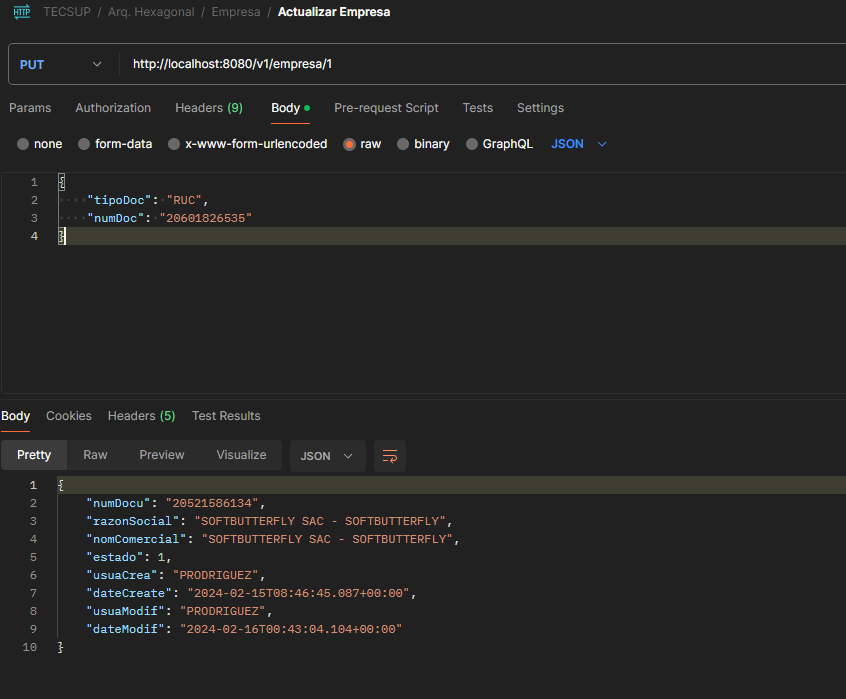 HTTP TECSUP / Arq. Hexagonal / Empresa / Actualizar Empresa
PUT http://localhost:8080/v1/empresa/1
Params Authorization Headers (9) Body Pre-request Script Tests Settings
none form-data x-www-form-urlencoded raw binary GraphQL JSON
1 {
2 "tipoDoc": "RUC",
3 "numDoc": "20601826535"
4 }
Body Cookies Headers (5) Test Results
Pretty Raw Preview Visualize JSON
1 {
2 "numDocu": "20521586134",
3 "razonSocial": "SOFTBUTTERFLY SAC - SOFTBUTTERFLY",
4 "nomComercial": "SOFTBUTTERFLY SAC - SOFTBUTTERFLY",
5 "estado": 1,
6 "usuaCrea": "PRODRIGUEZ",
7 "dateCreate": "2024-02-15T08:46:45.087+00:00",
8 "usuaModif": "PRODRIGUEZ",
9 "dateModif": "2024-02-16T00:43:04.104+00:00"
10 }